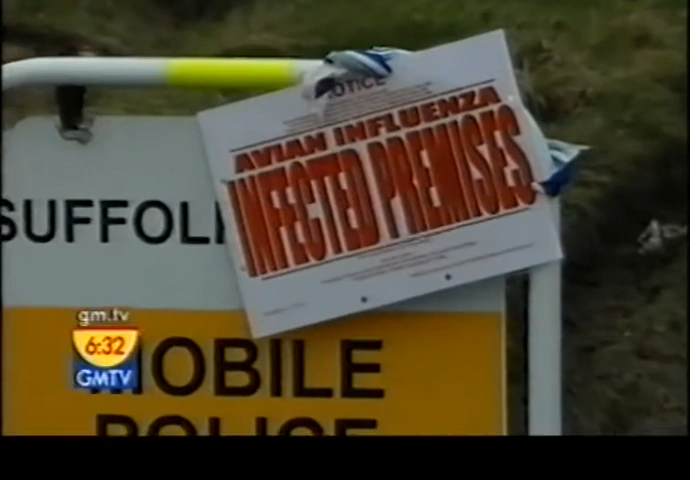 NOTICE
AVIAN INFLUENZA
INFECTED PREMISES
SUFFOLK
MOBILE
POLICE
gm.tv
6:32
GMTV